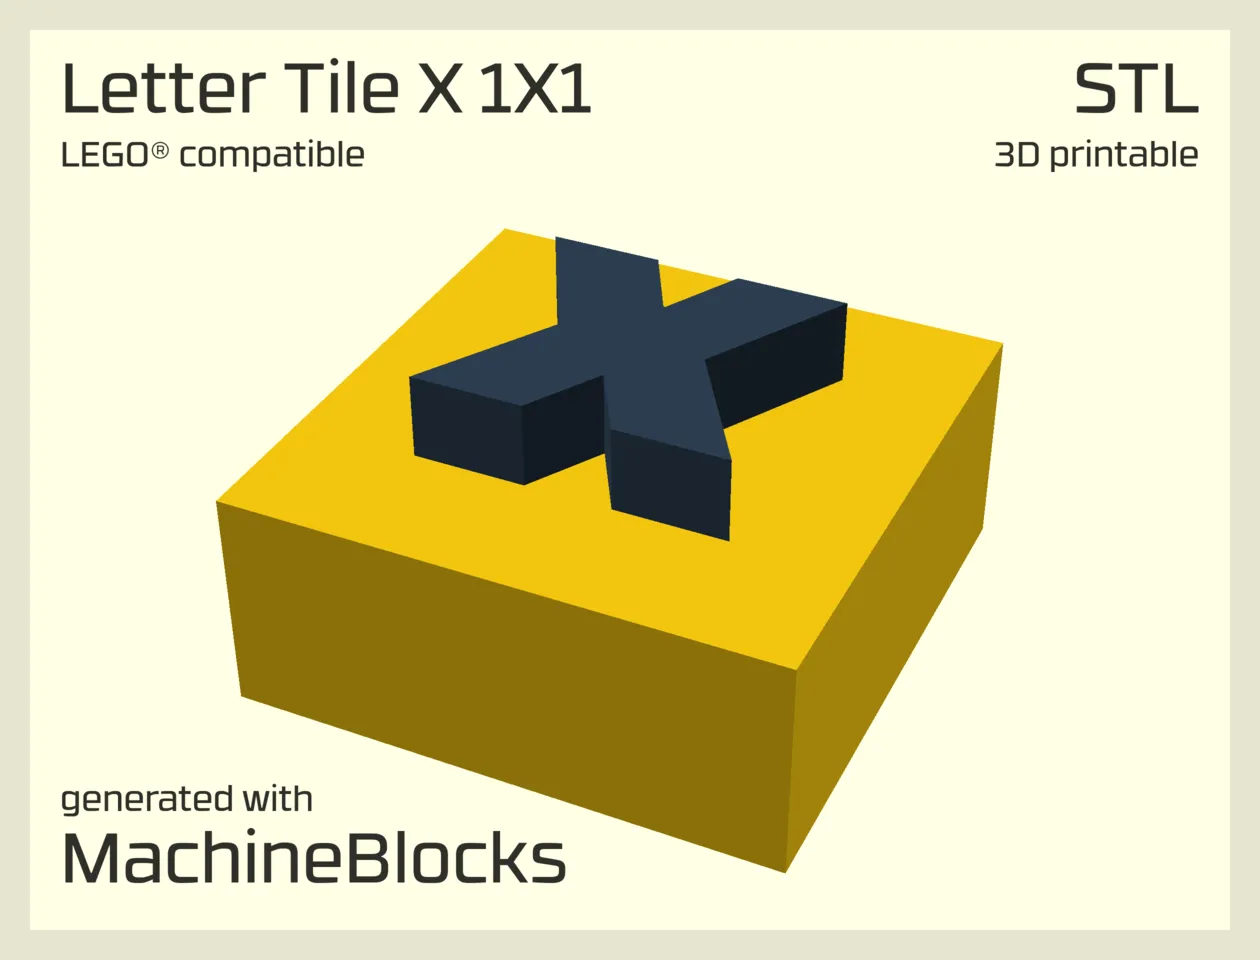 Letter Tile X 1X1
STL
LEGO® compatible
3D printable
X
generated with
MachineBlocks